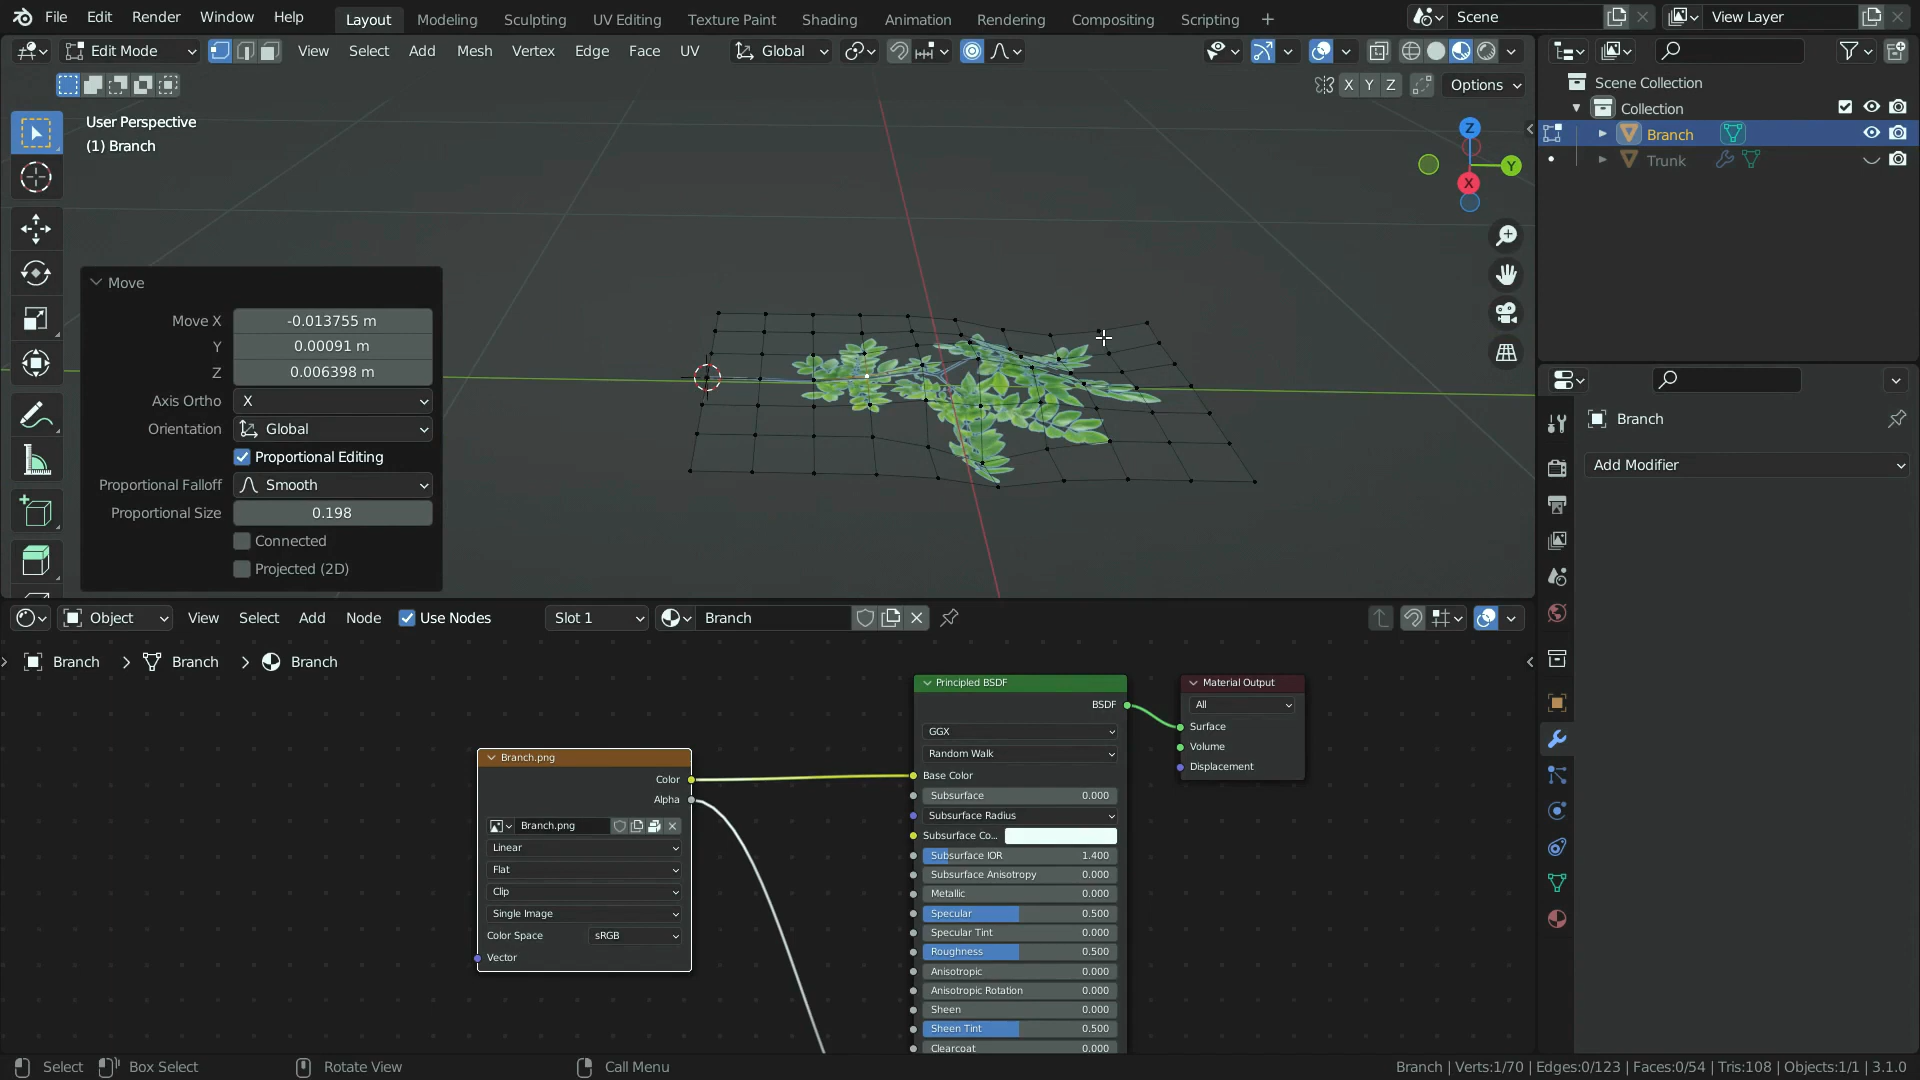 File Edit Render Window Help Layout Modeling Sculpting UV Editing Texture Paint Shading Animation Rendering Compositing Scripting + Scene View Layer
Edit Mode View Select Add Mesh Vertex Edge Face UV Global
X Y Z Options
User Perspective
(1) Branch
Z
Y
X
Scene Collection
Collection
Branch
Trunk
Move
Move X -0.013755 m
Y 0.00091 m
Z 0.006398 m
Axis Ortho X
Orientation Global
Proportional Editing
Proportional Falloff Smooth
Proportional Size 0.198
Connected
Projected (2D)
Branch
Add Modifier
Object View Select Add Node Use Nodes Slot 1 Branch
Branch > Branch > Branch
Branch.png
Color
Alpha
Branch.png
Linear
Flat
Clip
Single Image
Color Space sRGB
Vector
Principled BSDF
BSDF
GGX
Random Walk
Base Color
Subsurface 0.000
Subsurface Radius
Subsurface Co...
Subsurface IOR 1.400
Subsurface Anisotropy 0.000
Metallic 0.000
Specular 0.500
Specular Tint 0.000
Roughness 0.500
Anisotropic 0.000
Anisotropic Rotation 0.000
Sheen 0.000
Sheen Tint 0.500
Clearcoat 0.000
Material Output
All
Surface
Volume
Displacement
Select Box Select Rotate View Call Menu Branch | Verts:1/70 | Edges:0/123 | Faces:0/54 | Tris:108 | Objects:1/1 | 3.1.0